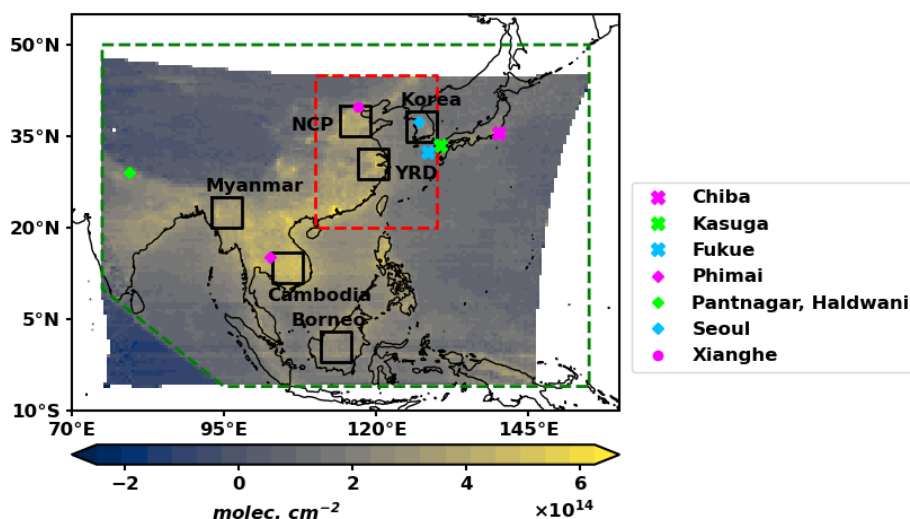 50°N
35°N
20°N
5°N
10°S
70°E
95°E
120°E
145°E
Korea
NCP
YRD
Myanmar
Cambodia
Borneo
Chiba
Kasuga
Fukue
Phimai
Pantnagar, Haldwani
Seoul
Xianghe
−2
0
2
4
6
molec. cm⁻²
×10¹⁴